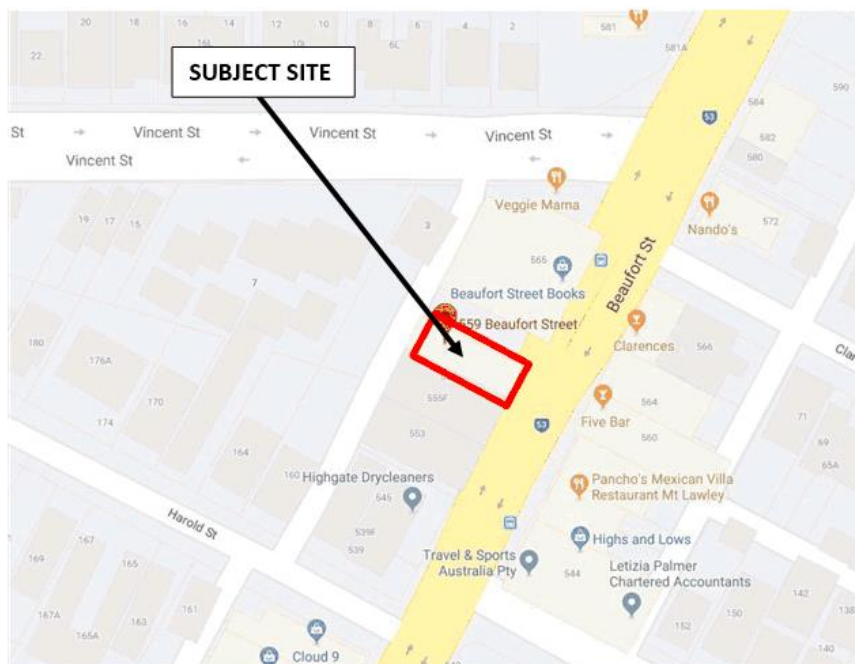 20
18
16
14
12
10
8
6
4
2
581
581A
22
16L
10L
6L
590
SUBJECT SITE
584
53
582
580
St
Vincent St
Vincent St
Vincent St
Vincent St
Vincent St
Veggie Mama
Nando's
572
19
17
15
3
565
Beaufort St
7
Beaufort Street Books
559 Beaufort Street
Clarences
566
Cla
180
176A
555F
53
Five Bar
564
560
71
69
65A
174
170
553
164
160
Highgate Drycleaners
545
Pancho's Mexican Villa
Restaurant Mt Lawley
Harold St
539F
539
Highs and Lows
169
167
165
Travel & Sports
Australia Pty
544
Letizia Palmer
Chartered Accountants
142
138
167A
165A
163
161
152
150
140
Cloud 9